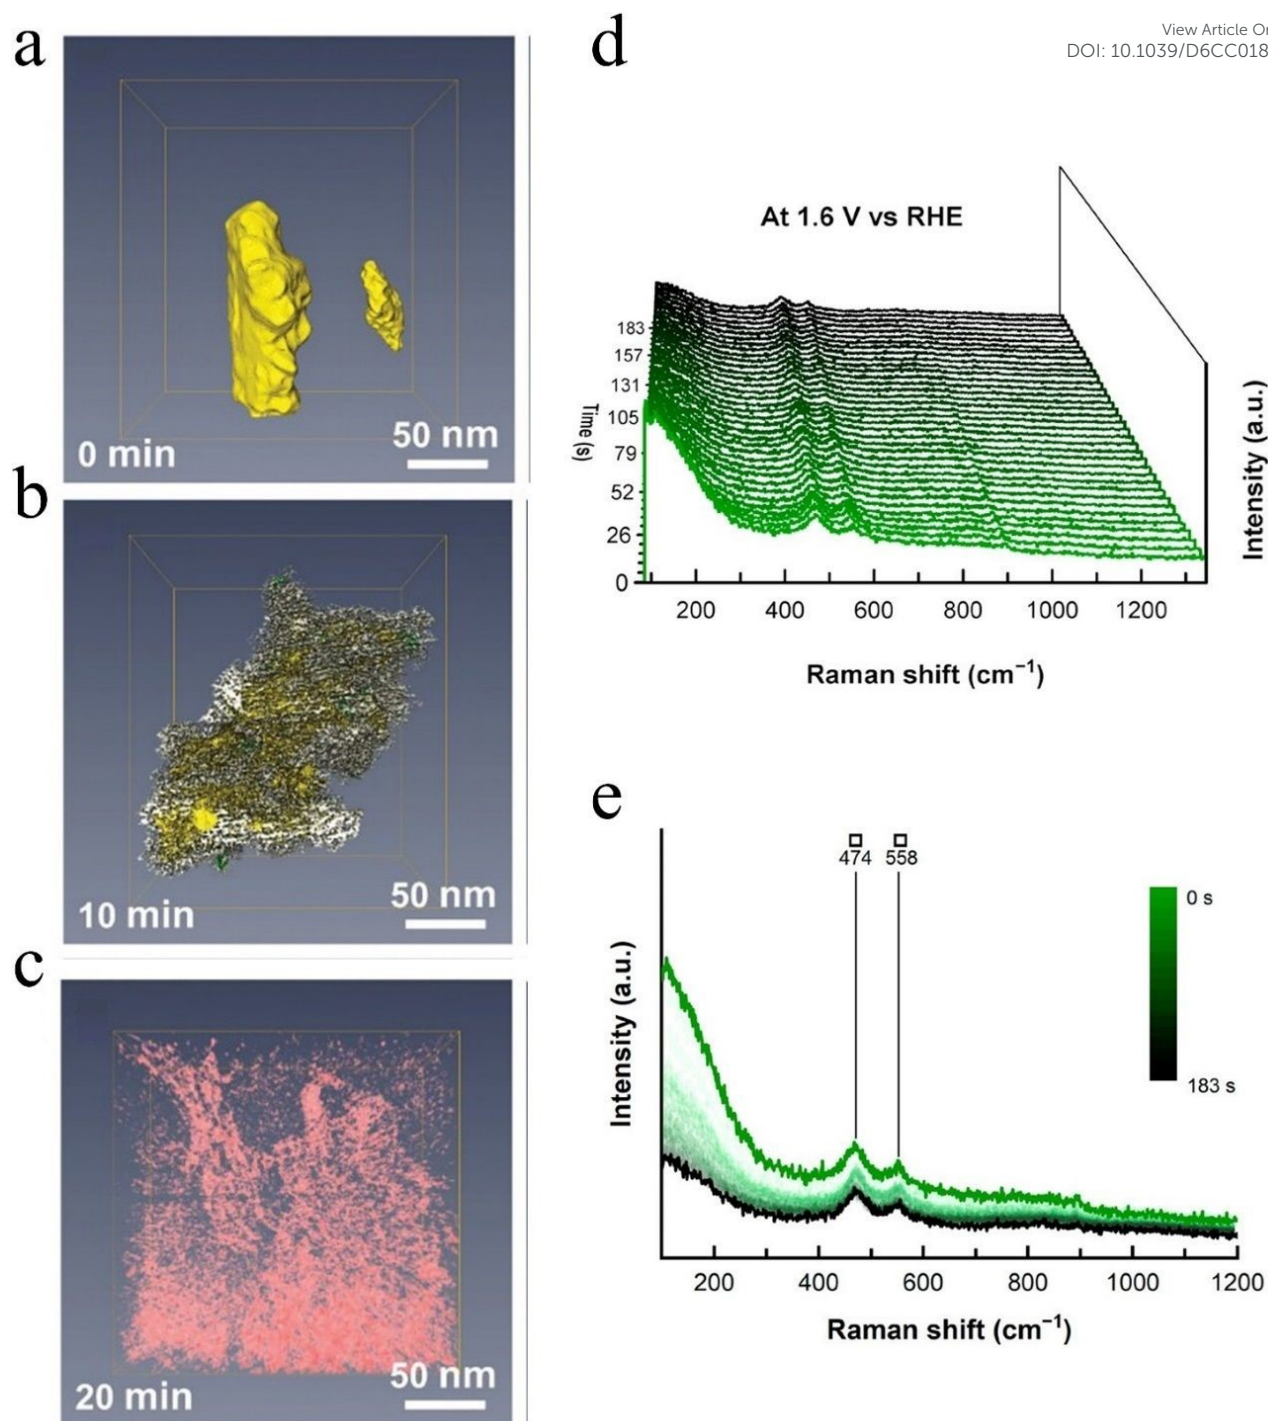 a
0 min
50 nm
b
10 min
50 nm
c
20 min
50 nm
d
DOI: 10.1039/D6CC018
View Article
At 1.6 V vs RHE
183
157
131
105
79
52
26
0
Time (s)
200 400 600 800 1000 1200
Raman shift (cm⁻¹)
Intensity (a.u.)
e
474 558
0 s
183 s
Intensity (a.u.)
200 400 600 800 1000 1200
Raman shift (cm⁻¹)